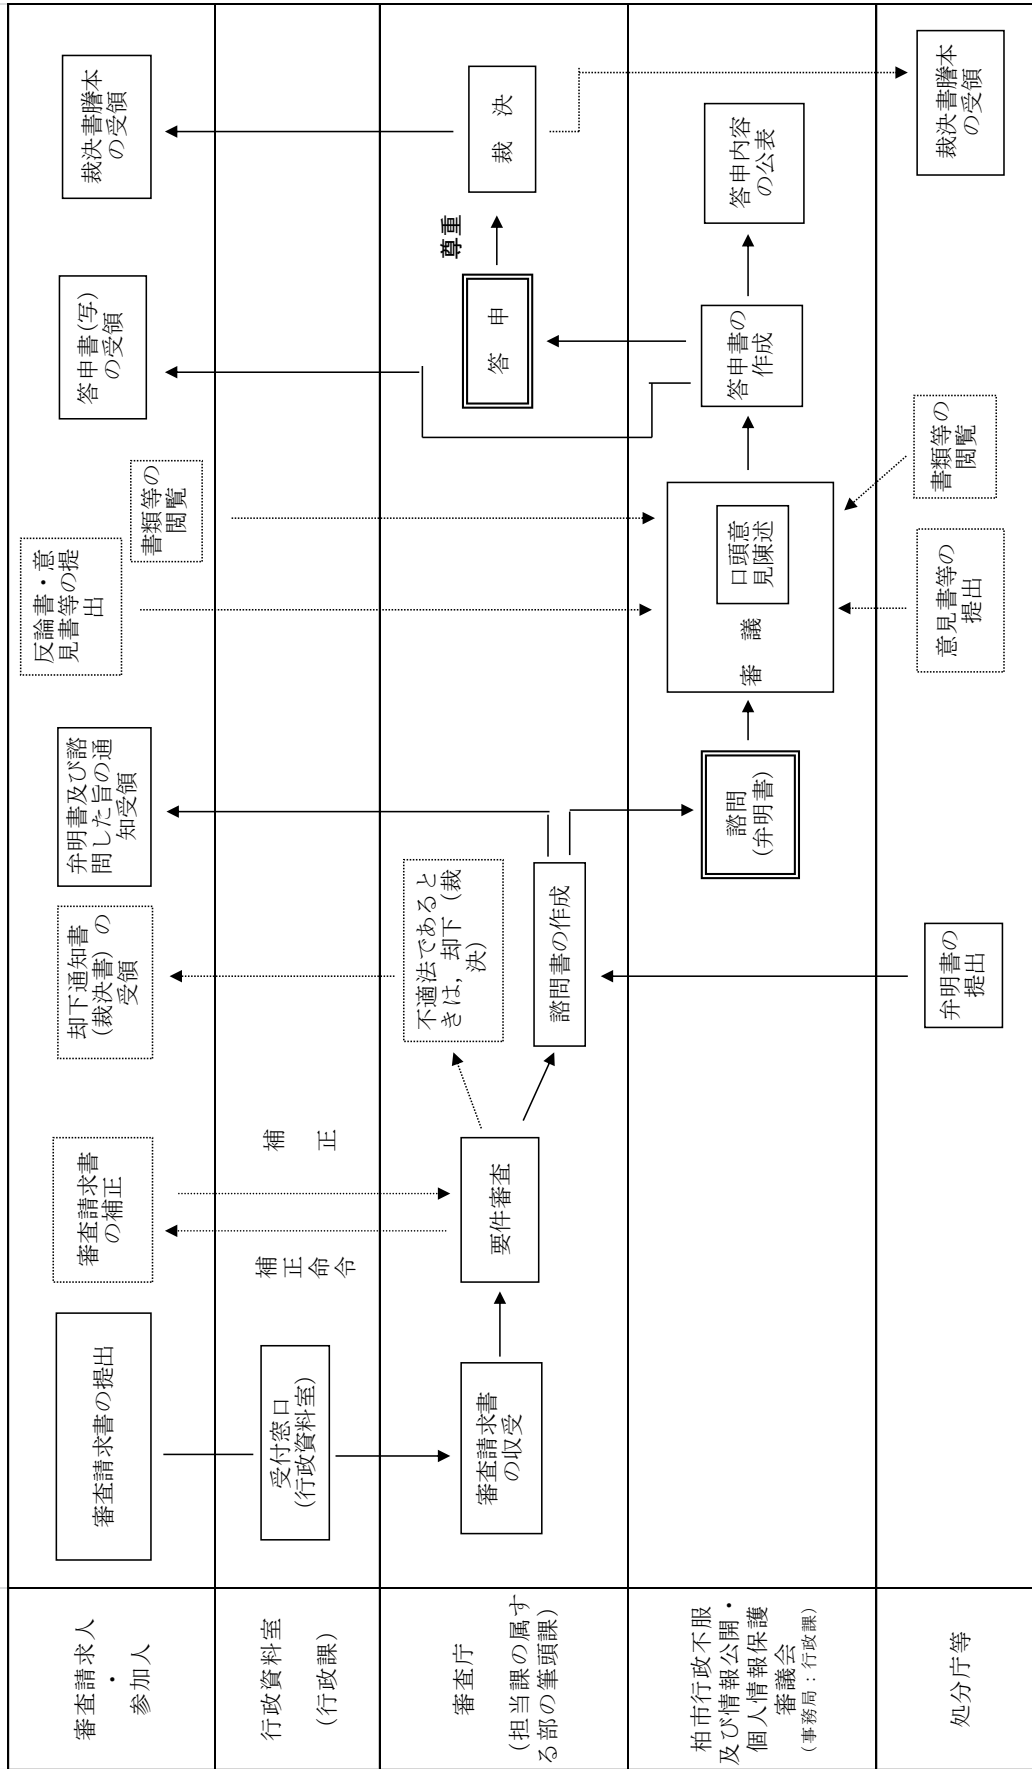 審査請求人
・
参加人
行政資料室
(行政課)
審査庁
(担当課の属す
る部の筆頭課)
柏市行政不服
及び情報公開・
個人情報保護
審議会
(事務局：行政課)
処分庁等
審査請求書の提出
受付窓口
(行政資料室)
審査請求書
の収受
審査請求書
の補正
補正命令
補　正
要件審査
却下通知書
(裁決書) の
受領
不適法であると
きは，却下（裁
決）
諮問書の作成
弁明書の
提出
弁明書及び諮
問した旨の通
知受領
諮問
(弁明書)
反論書・意
見書等の提
出
書類等の
閲覧
審　議
口頭意
見陳述
意見書等の
提出
書類等の
閲覧
答申書(写)
の受領
答　申
尊重
答申書の
作成
答申内容
の公表
裁決書謄本
の受領
裁　決
裁決書謄本
の受領